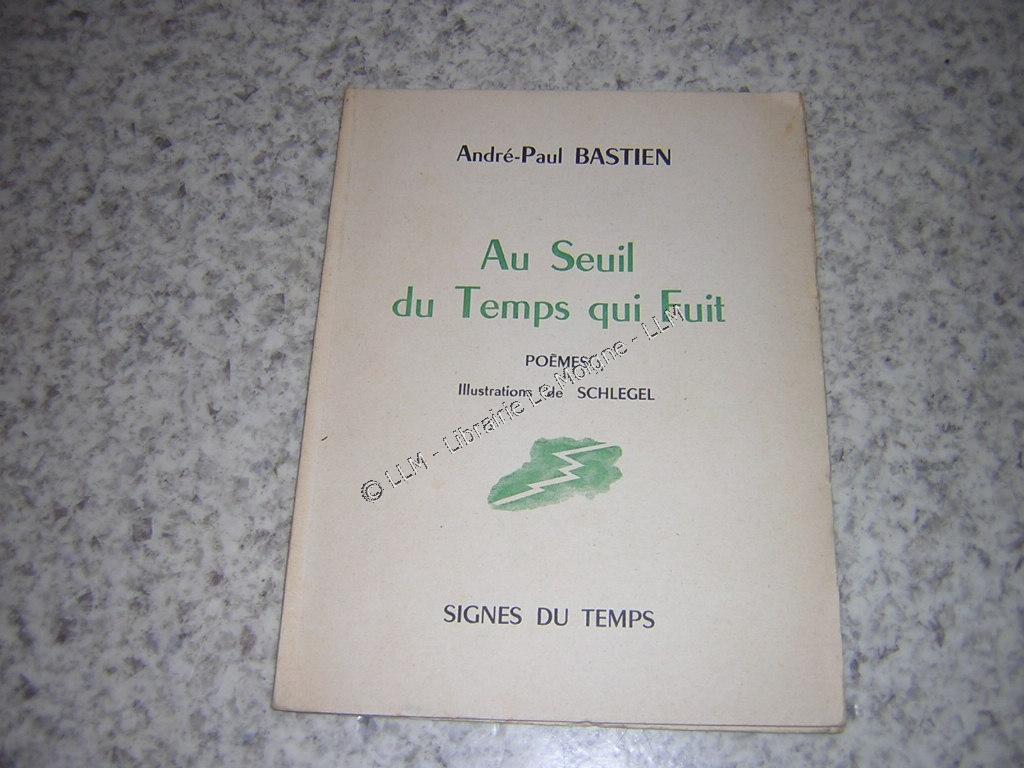 André-Paul BASTIEN
Au Seuil
du Temps qui Fuit
POÈMES
Illustrations de SCHLEGEL
© LLM - Librairie Le Moigne - LLM
SIGNES DU TEMPS